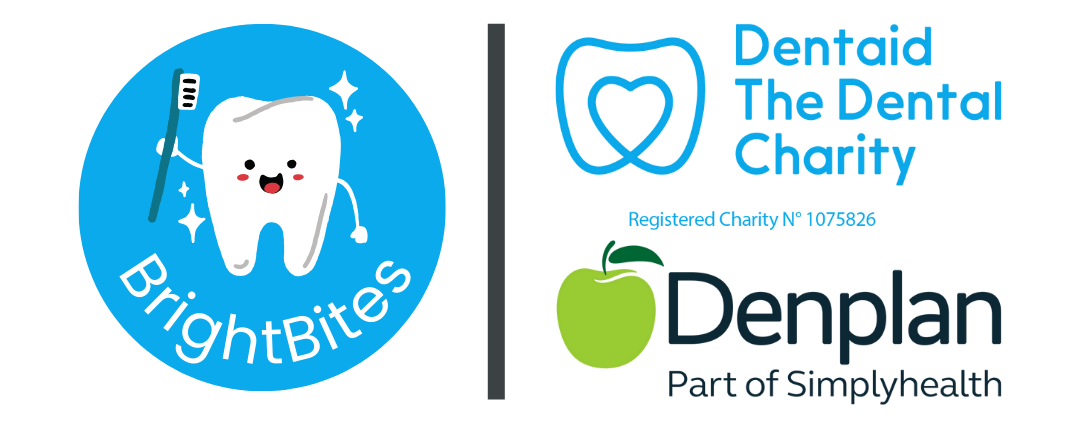 BrightBites
Dentaid
The Dental
Charity
Registered Charity N° 1075826
Denplan
Part of Simplyhealth